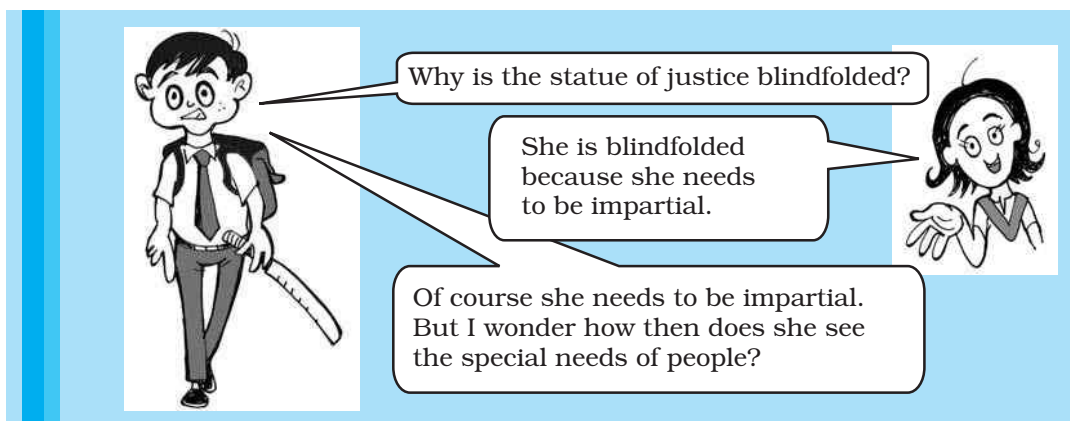 Why is the statue of justice blindfolded?
She is blindfolded
because she needs
to be impartial.
Of course she needs to be impartial.
But I wonder how then does she see
the special needs of people?